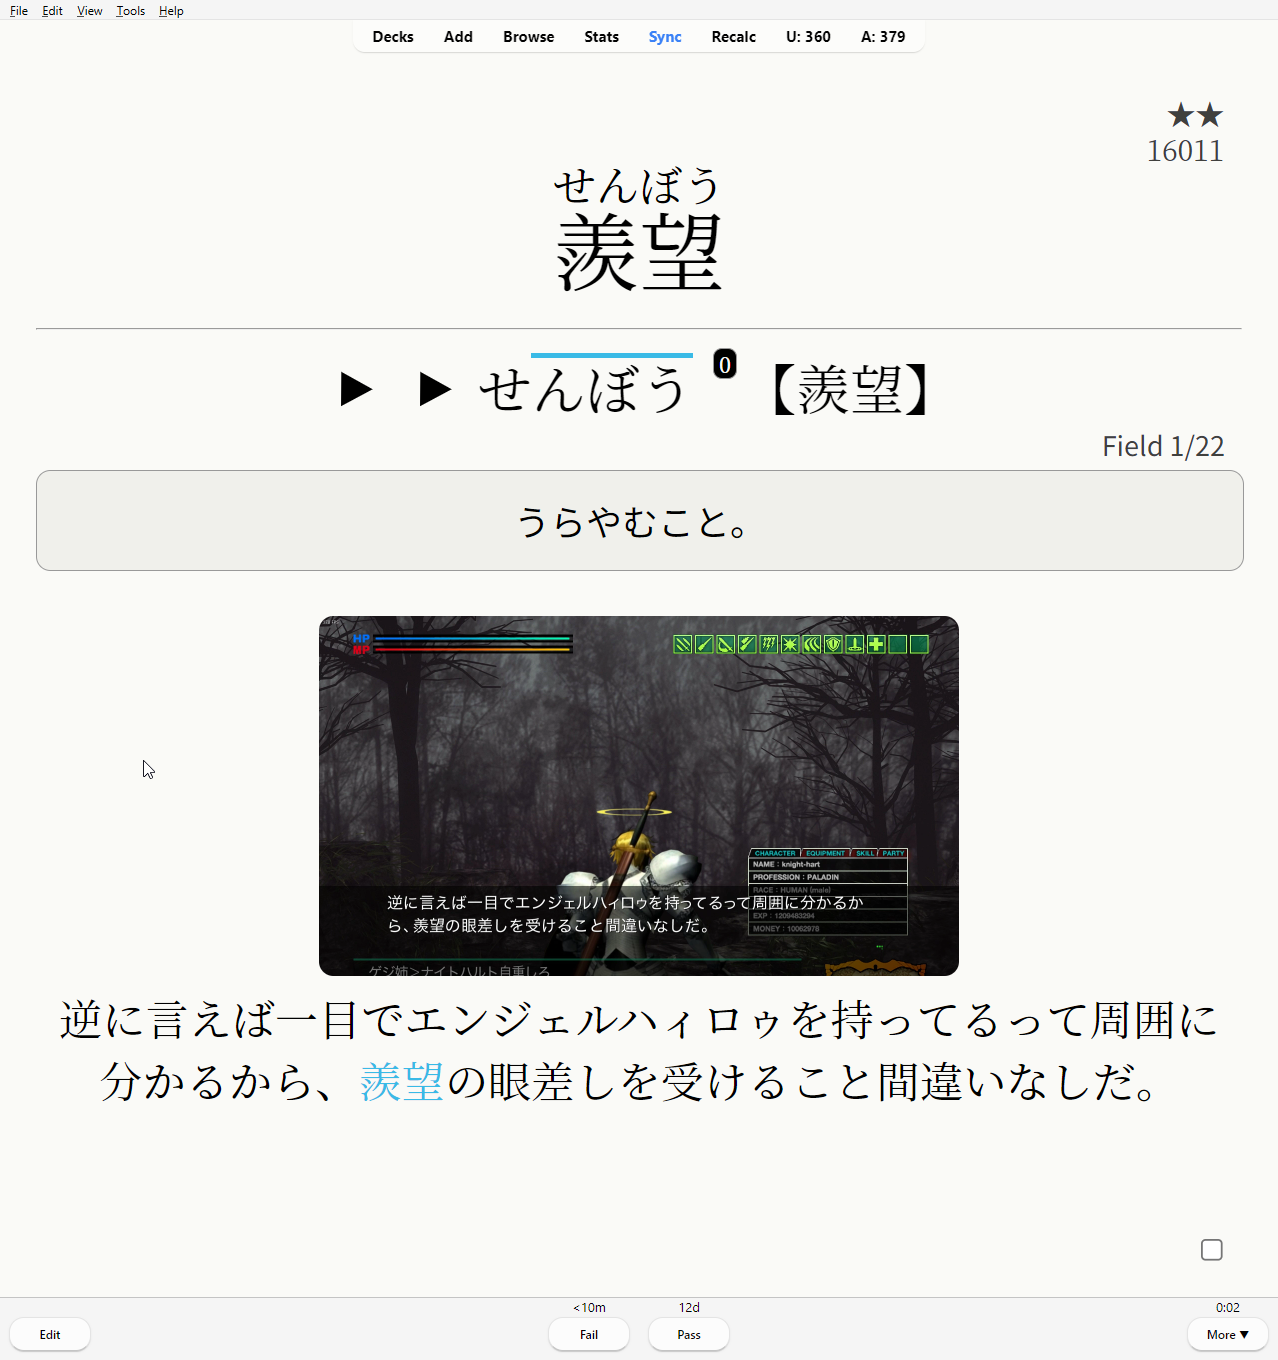 File Edit View Tools Help
Decks Add Browse Stats Sync Recalc U: 360 A: 379
★★
16011
せんぼう
羨望
▶ ▶ せんぼう 0 【羨望】
Field 1/22
うらやむこと。
HP
MP
CHARACTER EQUIPMENT SKILL PARTY
NAME : knight-hart
PROFESSION : PALADIN
RACE : HUMAN (male)
EXP : 1209483294
MONEY : 10062978
逆に言えば一目でエンジェルハィロゥを持ってるって周囲に分かるか
ら、羨望の眼差しを受けること間違いなしだ。
ゲジ姉＞ナイトハルト自重しろ
逆に言えば一目でエンジェルハィロゥを持ってるって周囲に
分かるから、羨望の眼差しを受けること間違いなしだ。
<10m 12d 0:02
Edit Fail Pass More ▼